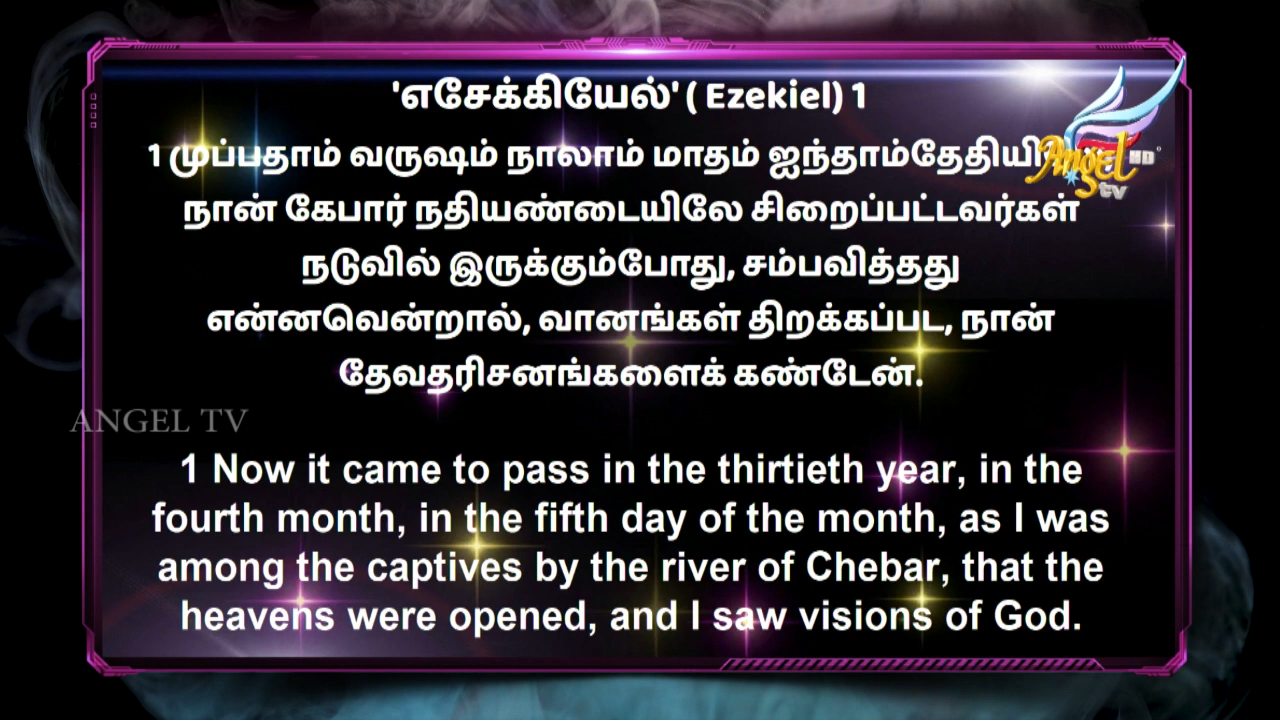 'எசேக்கியேல்' ( Ezekiel) 1
1 முப்பதாம் வருஷம் நாலாம் மாதம்
Angel HD
tv
நான் கேபார் நதியண்டையிலே சிறைப்பட்டவர்கள்
நடுவில் இருக்கும்போது, சம்பவித்தது
என்னவென்றால், வானங்கள் திறக்கப்பட, நான்
தேவதரிசனங்களைக் கண்டேன்.
ANGEL TV
1 Now it came to pass in the thirtieth year, in the
fourth month, in the fifth day of the month, as I was
among the captives by the river of Chebar, that the
heavens were opened, and I saw visions of God.